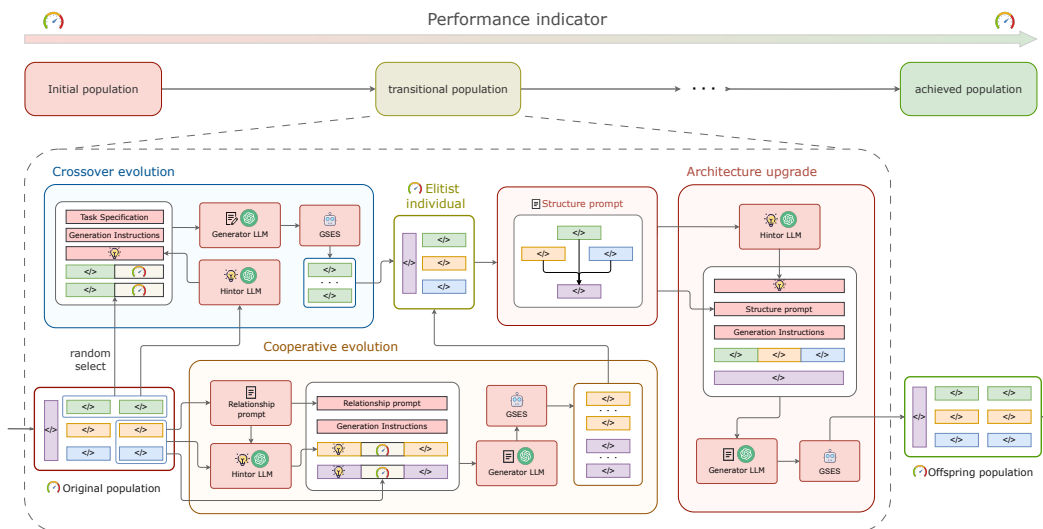 Performance indicator
Initial population
transitional population
...
achieved population
Crossover evolution
Task Specification
Generation Instructions
</>
</>
Generator LLM
Hintor LLM
GSES
</>
...
</>
Elitist
individual
</>
</>
</>
</>
Structure prompt
</>
</> </>
</>
Architecture upgrade
Hintor LLM
Structure prompt
Generation Instructions
</> </> </>
</>
Generator LLM
GSES
random
select
Cooperative evolution
Relationship
prompt
Hintor LLM
Relationship prompt
Generation Instructions
</>
</>
GSES
Generator LLM
</>
...
</>
</>
...
</>
</>
</> </>
</> </>
</> </>
Original population
</>
</> </>
</> </>
</> </>
Offspring population